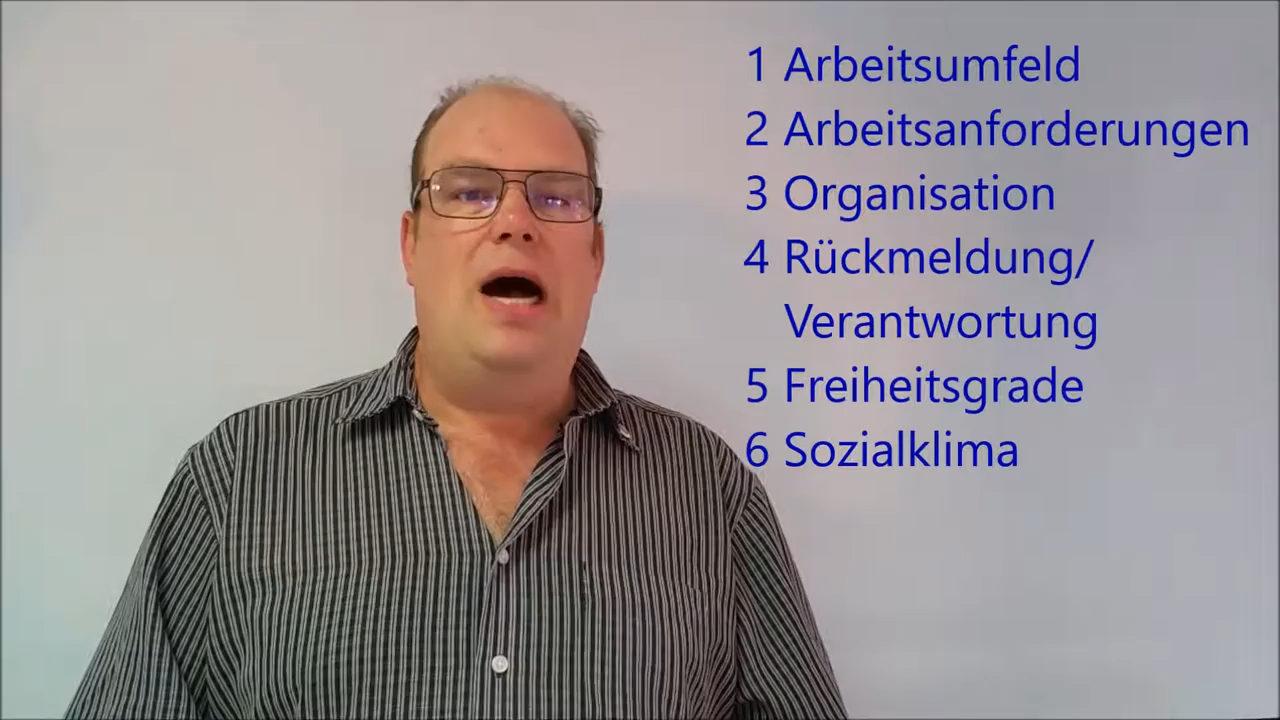 1 Arbeitsumfeld
2 Arbeitsanforderungen
3 Organisation
4 Rückmeldung/
Verantwortung
5 Freiheitsgrade
6 Sozialklima